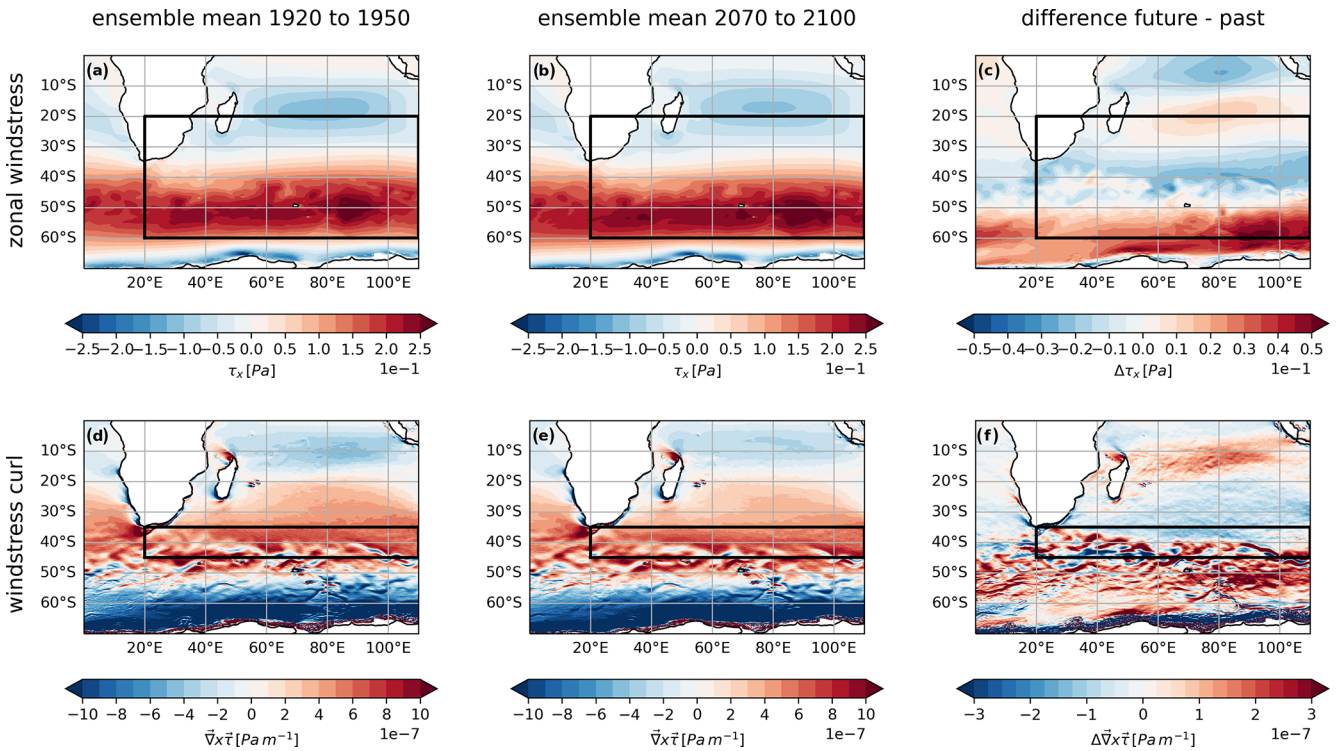 ensemble mean 1920 to 1950
ensemble mean 2070 to 2100
difference future - past
zonal windstress
(a)
10°S
20°S
30°S
40°S
50°S
60°S
20°E 40°E 60°E 80°E 100°E
−2.5 −2.0 −1.5 −1.0 −0.5 0.0 0.5 1.0 1.5 2.0 2.5
τx [Pa]
1e−1
(b)
10°S
20°S
30°S
40°S
50°S
60°S
20°E 40°E 60°E 80°E 100°E
−2.5 −2.0 −1.5 −1.0 −0.5 0.0 0.5 1.0 1.5 2.0 2.5
τx [Pa]
1e−1
(c)
10°S
20°S
30°S
40°S
50°S
60°S
20°E 40°E 60°E 80°E 100°E
−0.5 −0.4 −0.3 −0.2 −0.1 0.0 0.1 0.2 0.3 0.4 0.5
Δτx [Pa]
1e−1
windstress curl
(d)
10°S
20°S
30°S
40°S
50°S
60°S
20°E 40°E 60°E 80°E 100°E
−10 −8 −6 −4 −2 0 2 4 6 8 10
∇⃗xτ⃗ [Pa m⁻¹]
1e−7
(e)
10°S
20°S
30°S
40°S
50°S
60°S
20°E 40°E 60°E 80°E 100°E
−10 −8 −6 −4 −2 0 2 4 6 8 10
∇⃗xτ⃗ [Pa m⁻¹]
1e−7
(f)
10°S
20°S
30°S
40°S
50°S
60°S
20°E 40°E 60°E 80°E 100°E
−3 −2 −1 0 1 2 3
Δ∇⃗xτ⃗ [Pa m⁻¹]
1e−7